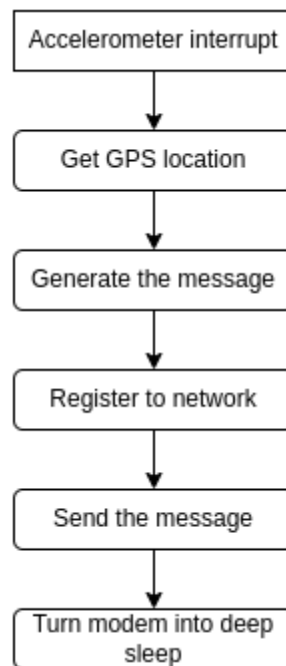 Accelerometer interrupt
Get GPS location
Generate the message
Register to network
Send the message
Turn modem into deep
sleep